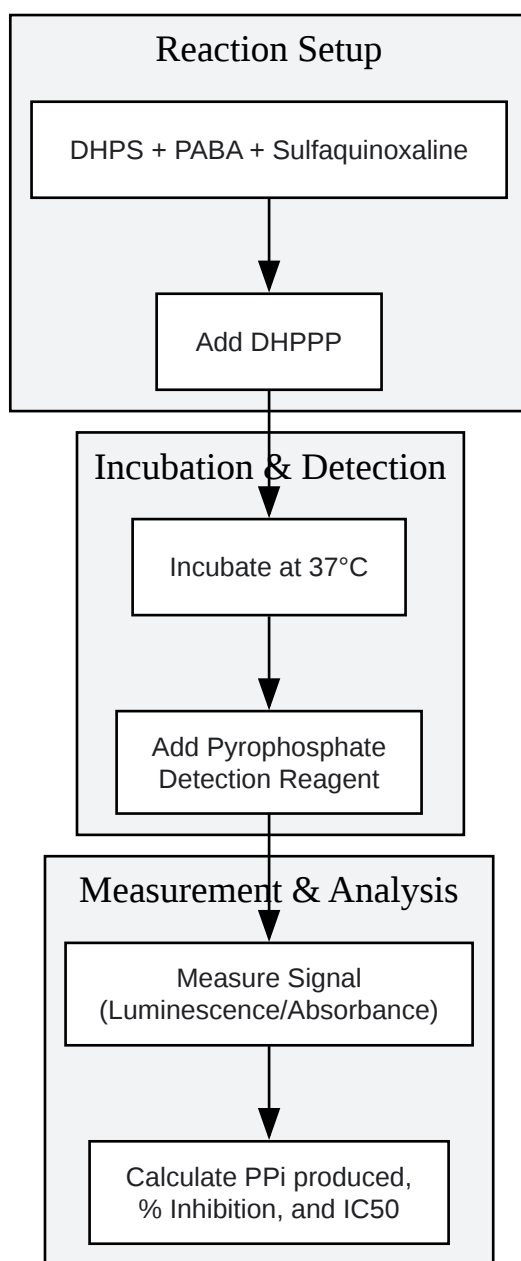 Reaction Setup
DHPS + PABA + Sulfaquinoxaline
Add DHPPP
Incubation & Detection
Incubate at 37°C
Add Pyrophosphate
Detection Reagent
Measurement & Analysis
Measure Signal
(Luminescence/Absorbance)
Calculate PPi produced,
% Inhibition, and IC50